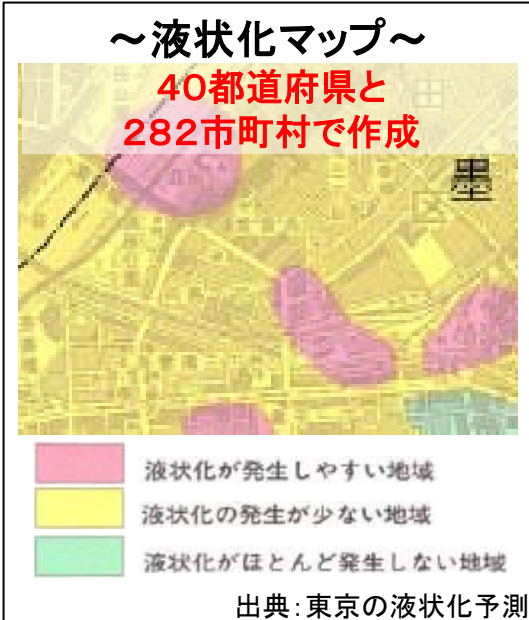 ～液状化マップ～
40都道府県と
282市町村で作成
墨
液状化が発生しやすい地域
液状化の発生が少ない地域
液状化がほとんど発生しない地域
出典：東京の液状化予測